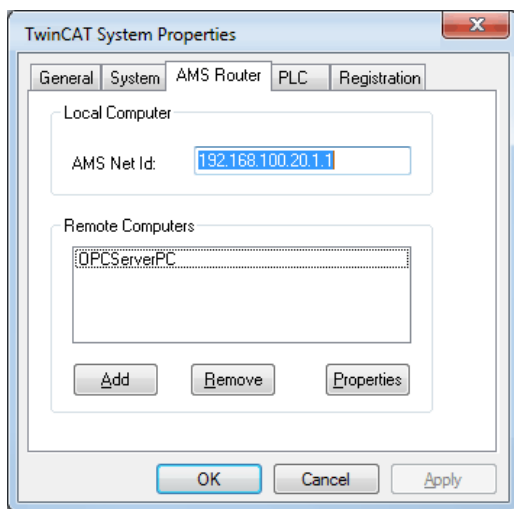 TwinCAT System Properties
General System AMS Router PLC Registration
Local Computer
AMS Net Id: 192.168.100.20.1.1
Remote Computers
OPCServerPC
Add Remove Properties
OK Cancel Apply